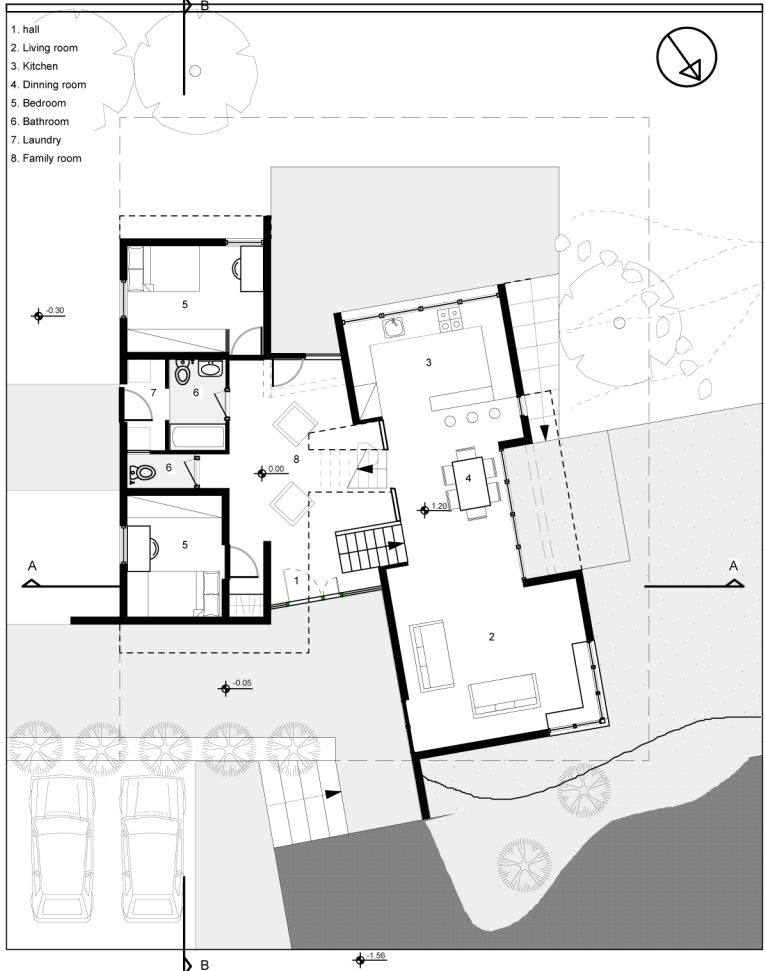 B
1. hall
2. Living room
3. Kitchen
4. Dinning room
5. Bedroom
6. Bathroom
7. Laundry
8. Family room
5
-0.30
3
7
6
8
6
0.00
4
1.20
5
A
A
1
2
-0.05
-1.56
B